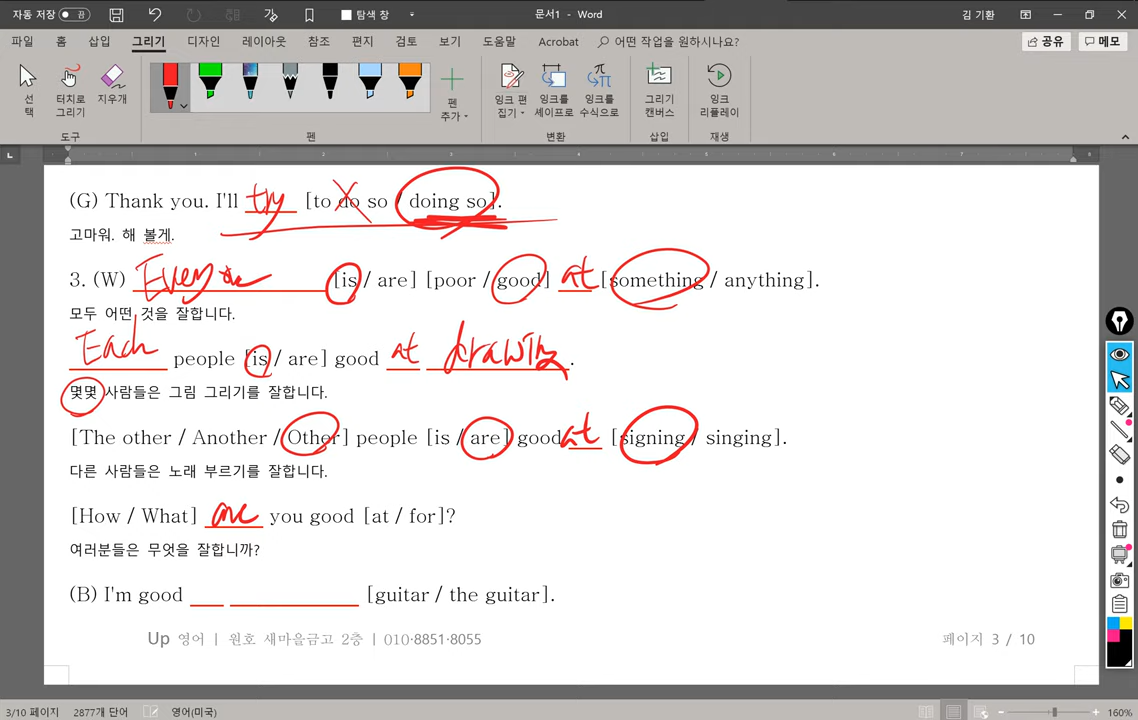 자동 저장 끔 탐색 창 문서1 - Word 김 기환
파일 홈 삽입 그리기 디자인 레이아웃 참조 편지 검토 보기 도움말 Acrobat 어떤 작업을 원하시나요? 공유 메모
선택 터치로 그리기 지우개 펜 추가 잉크 편집기 잉크를 셰이프로 잉크를 수식으로 그리기 캔버스 잉크 리플레이
도구 펜 변환 삽입 재생
(G) Thank you. I'll try [to do so / doing so].
고마워. 해 볼게.
3. (W) [is / are] [poor / good] at [something / anything].
모두 어떤 것을 잘합니다.
Each people [is / are] good at drawing.
몇몇 사람들은 그림 그리기를 잘합니다.
[The other / Another / Other] people [is / are] good at [signing / singing].
다른 사람들은 노래 부르기를 잘합니다.
[How / What] are you good [at / for]?
여러분들은 무엇을 잘합니까?
(B) I'm good [guitar / the guitar].
Up 영어 | 원호 새마을금고 2층 | 010-8851-8055 페이지 3 / 10
3/10 페이지 2877개 단어 영어(미국) 160%